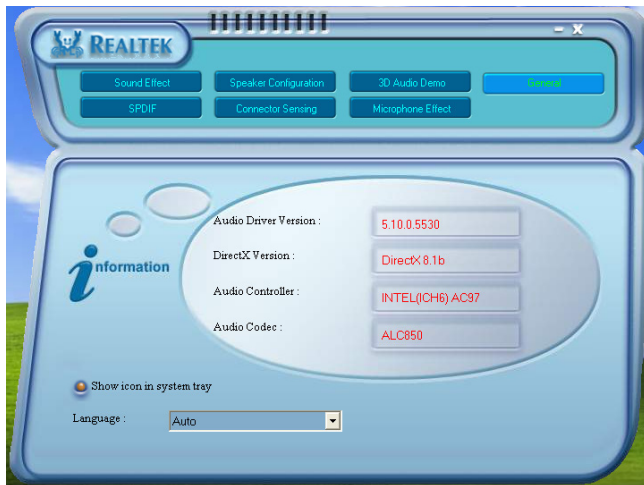 REALTEK
Sound Effect
Speaker Configuration
3D Audio Demo
General
SPDIF
Connector Sensing
Microphone Effect
information
Audio Driver Version :
5.10.0.5530
DirectX Version :
DirectX 8.1b
Audio Controller :
INTEL(ICH6) AC97
Audio Codec :
ALC850
Show icon in system tray
Language :
Auto